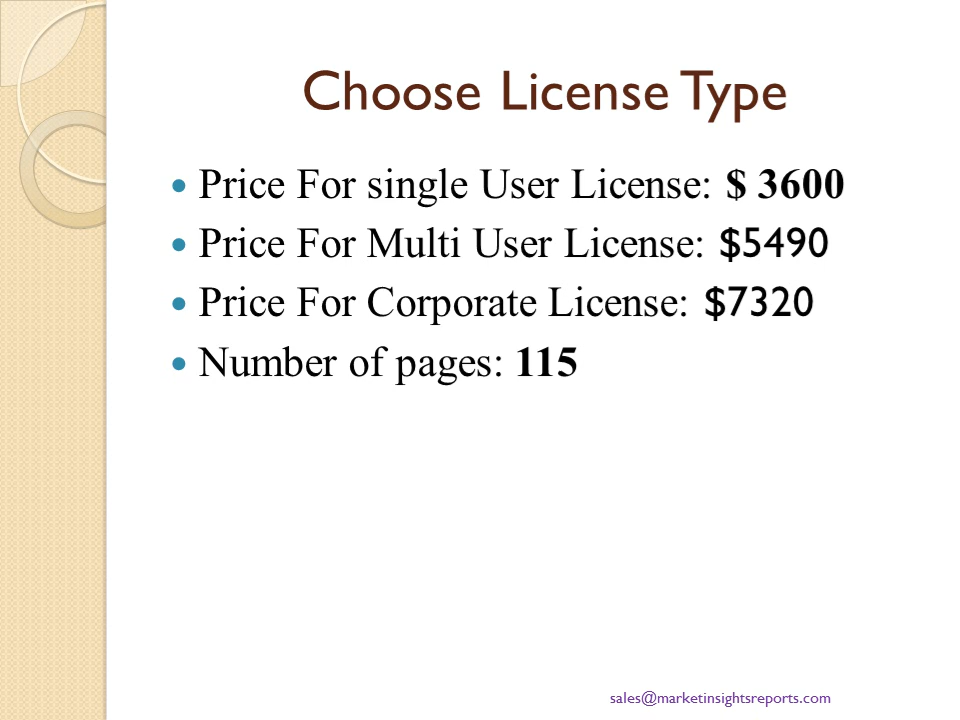 Choose License Type
Price For single User License: $ 3600
Price For Multi User License: $5490
Price For Corporate License: $7320
Number of pages: 115
sales@marketinsightsreports.com